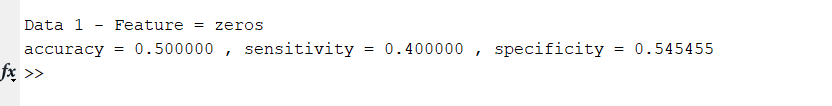 Data 1 - Feature = zeros
accuracy = 0.500000 , sensitivity = 0.400000 , specificity = 0.545455
fx >>